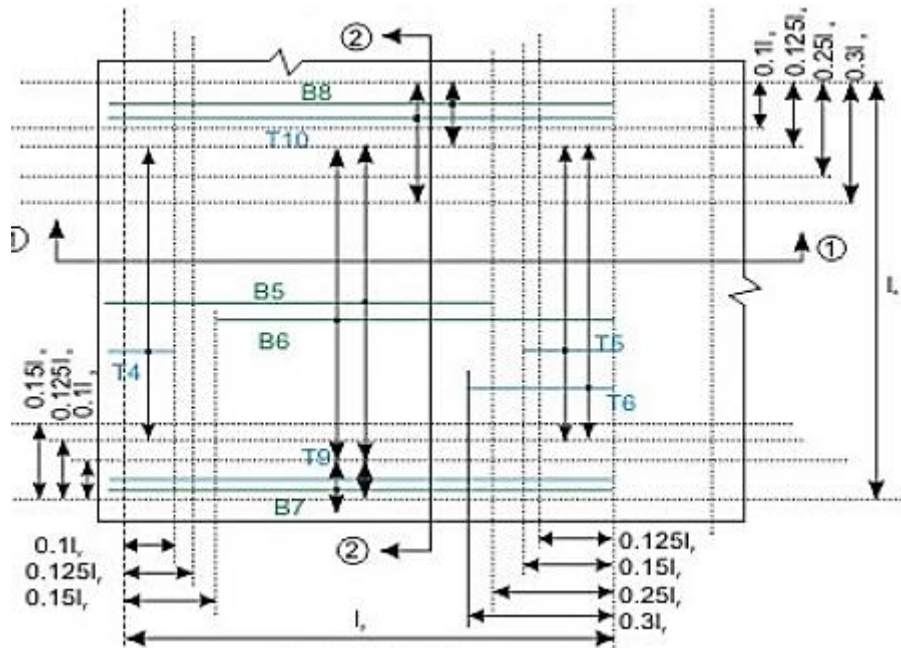 ②
0.1l,
0.125l,
0.25l,
0.3l,
B8
T10
①
①
B5
l,
B6
T5
T4
T6
0.15l,
0.125l,
0.1l,
T9
B7
②
0.1l,
0.125l,
0.15l,
l,
0.125l,
0.15l,
0.25l,
0.3l,